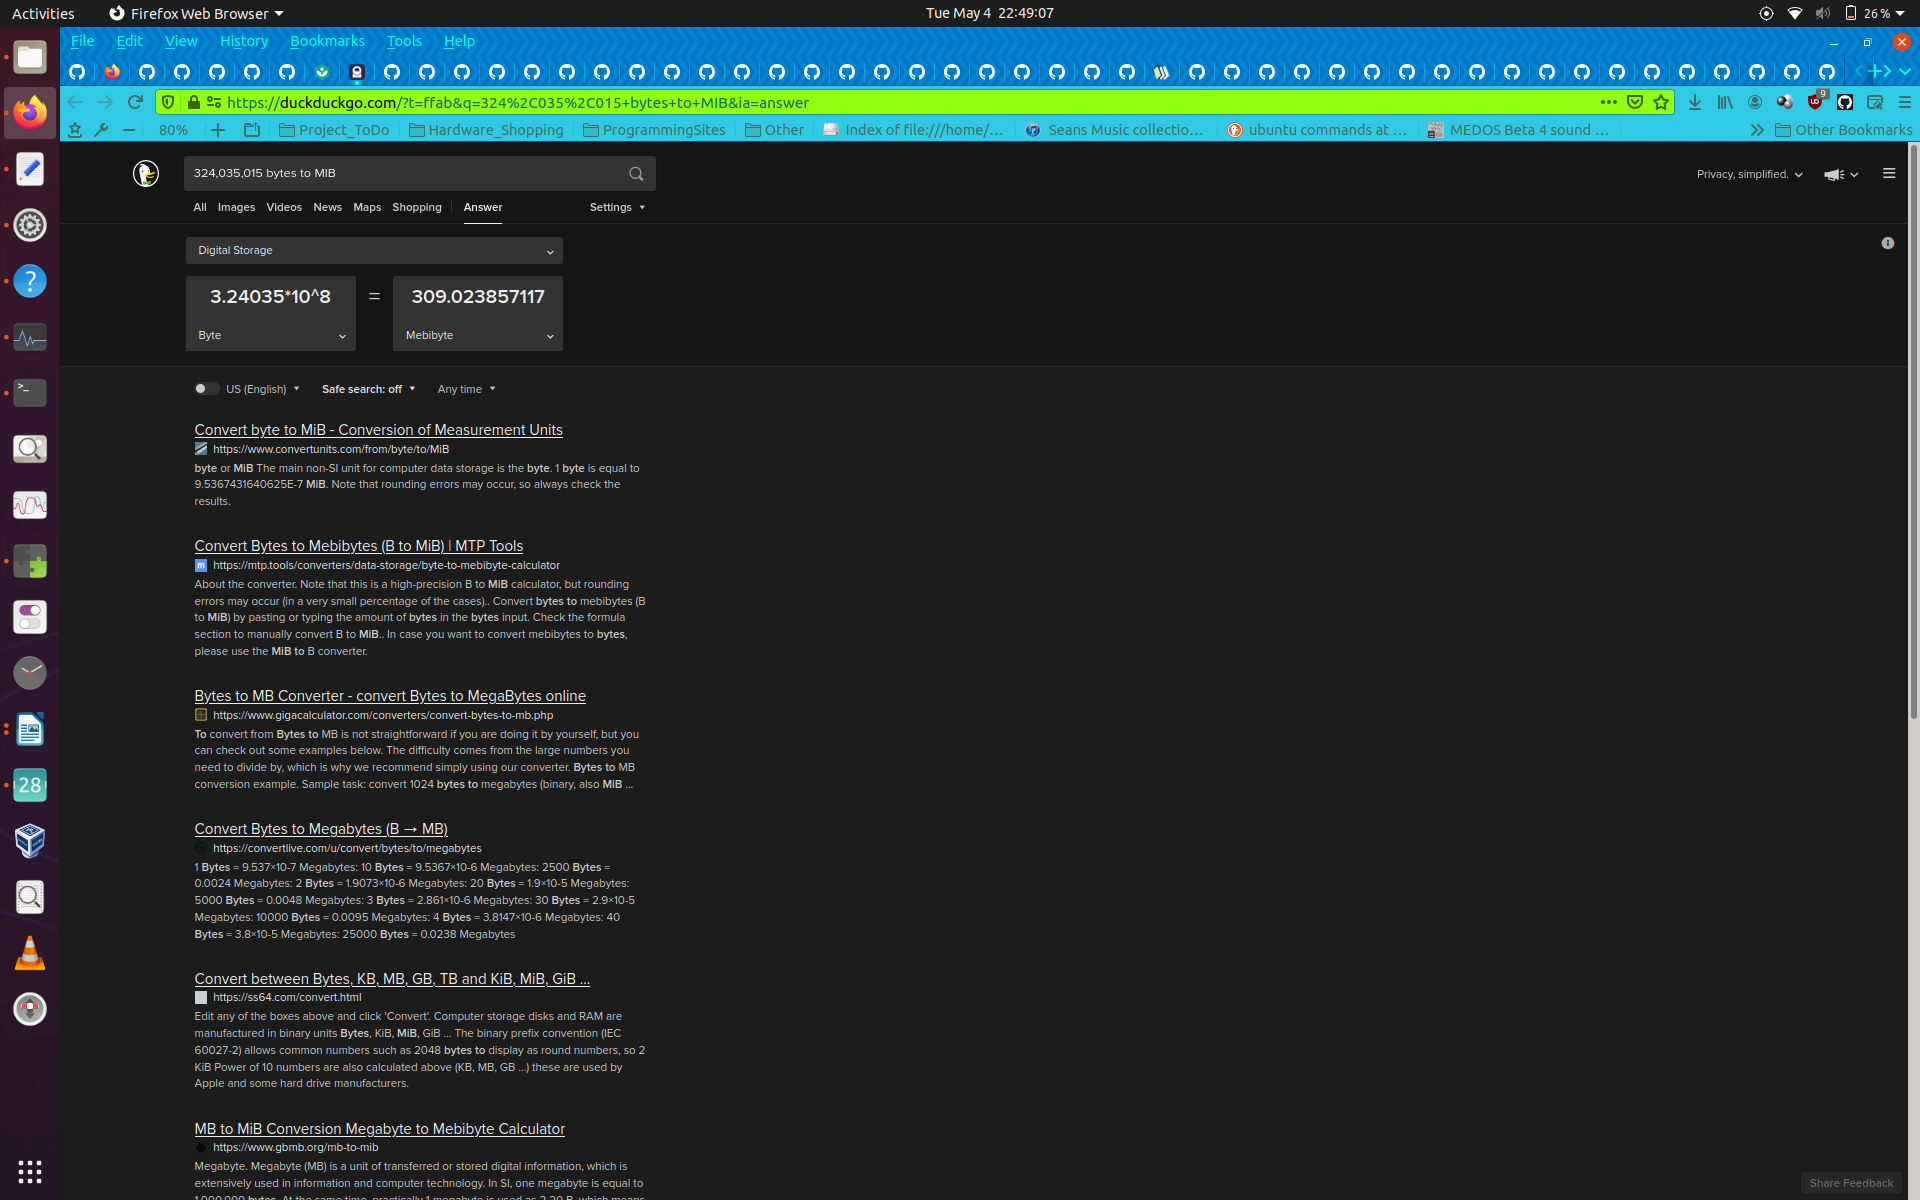 Activities
Firefox Web Browser
Tue May 4 22:49:07
26 %
File Edit View History Bookmarks Tools Help
https://duckduckgo.com/?t=ffab&q=324%2C035%2C015+bytes+to+MIB&ia=answer
9
80%
Project_ToDo
Hardware_Shopping
ProgrammingSites
Other
Index of file:///home/...
Seans Music collectio...
ubuntu commands at ...
MEDOS Beta 4 sound ...
Other Bookmarks
324,035,015 bytes to MIB
Privacy, simplified.
All Images Videos News Maps Shopping Answer Settings
Digital Storage
3.24035*10^8 = 309.023857117
Byte Mebibyte
US (English) Safe search: off Any time
Convert byte to MiB - Conversion of Measurement Units
https://www.convertunits.com/from/byte/to/MiB
byte or MiB The main non-SI unit for computer data storage is the byte. 1 byte is equal to
9.5367431640625E-7 MiB. Note that rounding errors may occur, so always check the
results.
Convert Bytes to Mebibytes (B to MiB) | MTP Tools
m
https://mtp.tools/converters/data-storage/byte-to-mebibyte-calculator
About the converter. Note that this is a high-precision B to MiB calculator, but rounding
errors may occur (in a very small percentage of the cases).. Convert bytes to mebibytes (B
to MiB) by pasting or typing the amount of bytes in the bytes input. Check the formula
section to manually convert B to MiB.. In case you want to convert mebibytes to bytes,
please use the MiB to B converter.
Bytes to MB Converter - convert Bytes to MegaBytes online
https://www.gigacalculator.com/converters/convert-bytes-to-mb.php
To convert from Bytes to MB is not straightforward if you are doing it by yourself, but you
can check out some examples below. The difficulty comes from the large numbers you
need to divide by, which is why we recommend simply using our converter. Bytes to MB
conversion example. Sample task: convert 1024 bytes to megabytes (binary, also MiB ...
Convert Bytes to Megabytes (B → MB)
https://convertlive.com/u/convert/bytes/to/megabytes
1 Bytes = 9.537×10-7 Megabytes: 10 Bytes = 9.5367×10-6 Megabytes: 2500 Bytes =
0.0024 Megabytes: 2 Bytes = 1.9073×10-6 Megabytes: 20 Bytes = 1.9×10-5 Megabytes:
5000 Bytes = 0.0048 Megabytes: 3 Bytes = 2.861×10-6 Megabytes: 30 Bytes = 2.9×10-5
Megabytes: 10000 Bytes = 0.0095 Megabytes: 4 Bytes = 3.8147×10-6 Megabytes: 40
Bytes = 3.8×10-5 Megabytes: 25000 Bytes = 0.0238 Megabytes
Convert between Bytes, KB, MB, GB, TB and KiB, MiB, GiB ...
https://ss64.com/convert.html
Edit any of the boxes above and click 'Convert'. Computer storage disks and RAM are
manufactured in binary units Bytes, KiB, MiB, GiB ... The binary prefix convention (IEC
60027-2) allows common numbers such as 2048 bytes to display as round numbers, so 2
KiB Power of 10 numbers are also calculated above (KB, MB, GB ...) these are used by
Apple and some hard drive manufacturers.
MB to MiB Conversion Megabyte to Mebibyte Calculator
https://www.gbmb.org/mb-to-mib
Megabyte. Megabyte (MB) is a unit of transferred or stored digital information, which is
extensively used in information and computer technology. In SI, one megabyte is equal to
1,000,000 bytes. At the same time, practically 1 megabyte is used as 2 20 B, which means
28
Share Feedback